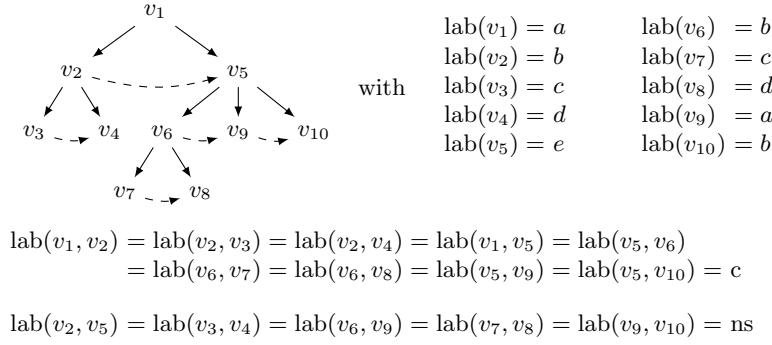 v1
v2 v5
v3 v4 v6 v9 v10
v7 v8
with
lab(v1) = a lab(v6) = b
lab(v2) = b lab(v7) = c
lab(v3) = c lab(v8) = d
lab(v4) = d lab(v9) = a
lab(v5) = e lab(v10) = b
lab(v1, v2) = lab(v2, v3) = lab(v2, v4) = lab(v1, v5) = lab(v5, v6)
= lab(v6, v7) = lab(v6, v8) = lab(v5, v9) = lab(v5, v10) = c
lab(v2, v5) = lab(v3, v4) = lab(v6, v9) = lab(v7, v8) = lab(v9, v10) = ns